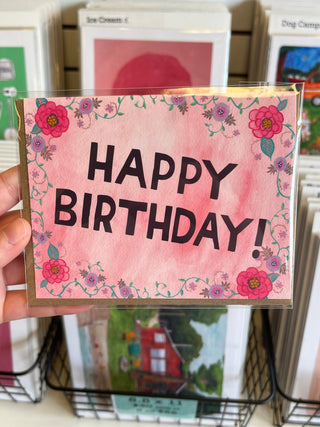 Ice Cream
Dog Camp
HAPPY
BIRTHDAY!
8.5 x 11